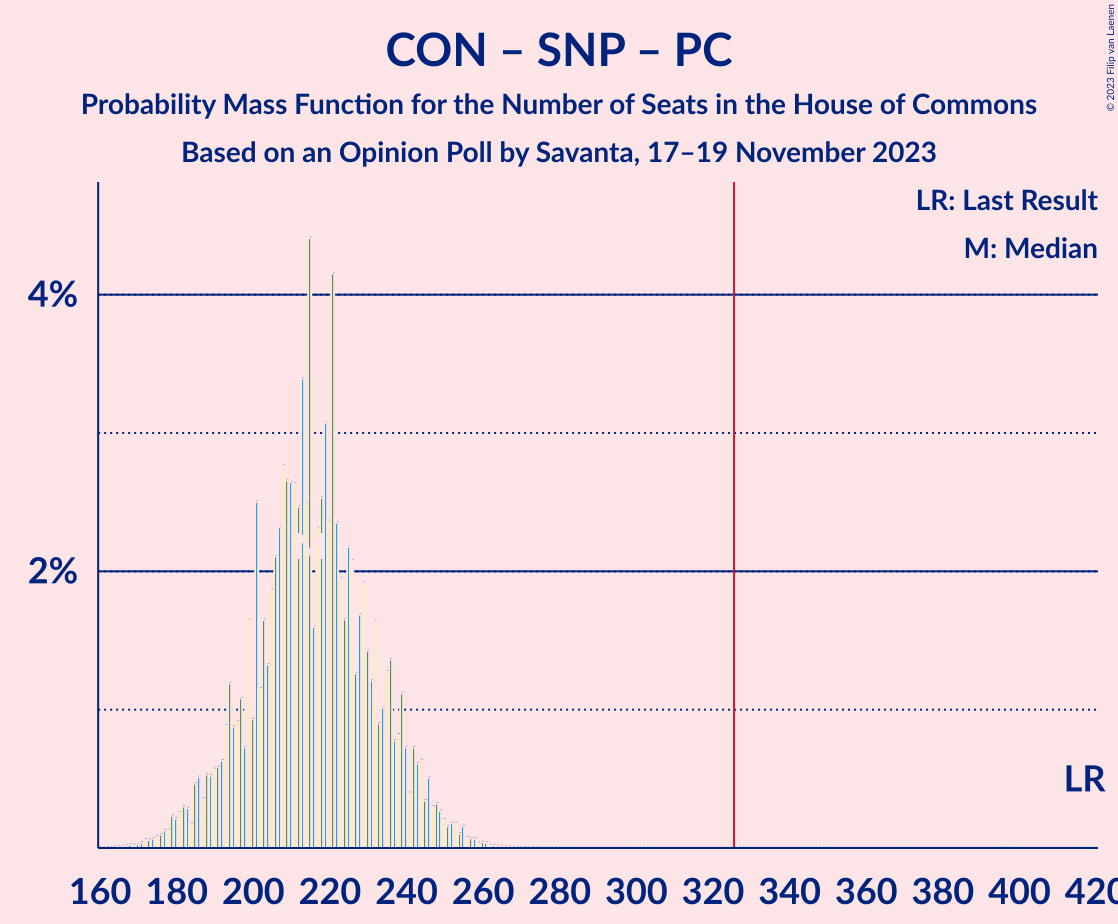 CON – SNP – PC
Probability Mass Function for the Number of Seats in the House of Commons
Based on an Opinion Poll by Savanta, 17–19 November 2023
© 2023 Filip van Laenen
LR: Last Result
M: Median
4%
2%
LR
160 180 200 220 240 260 280 300 320 340 360 380 400 420